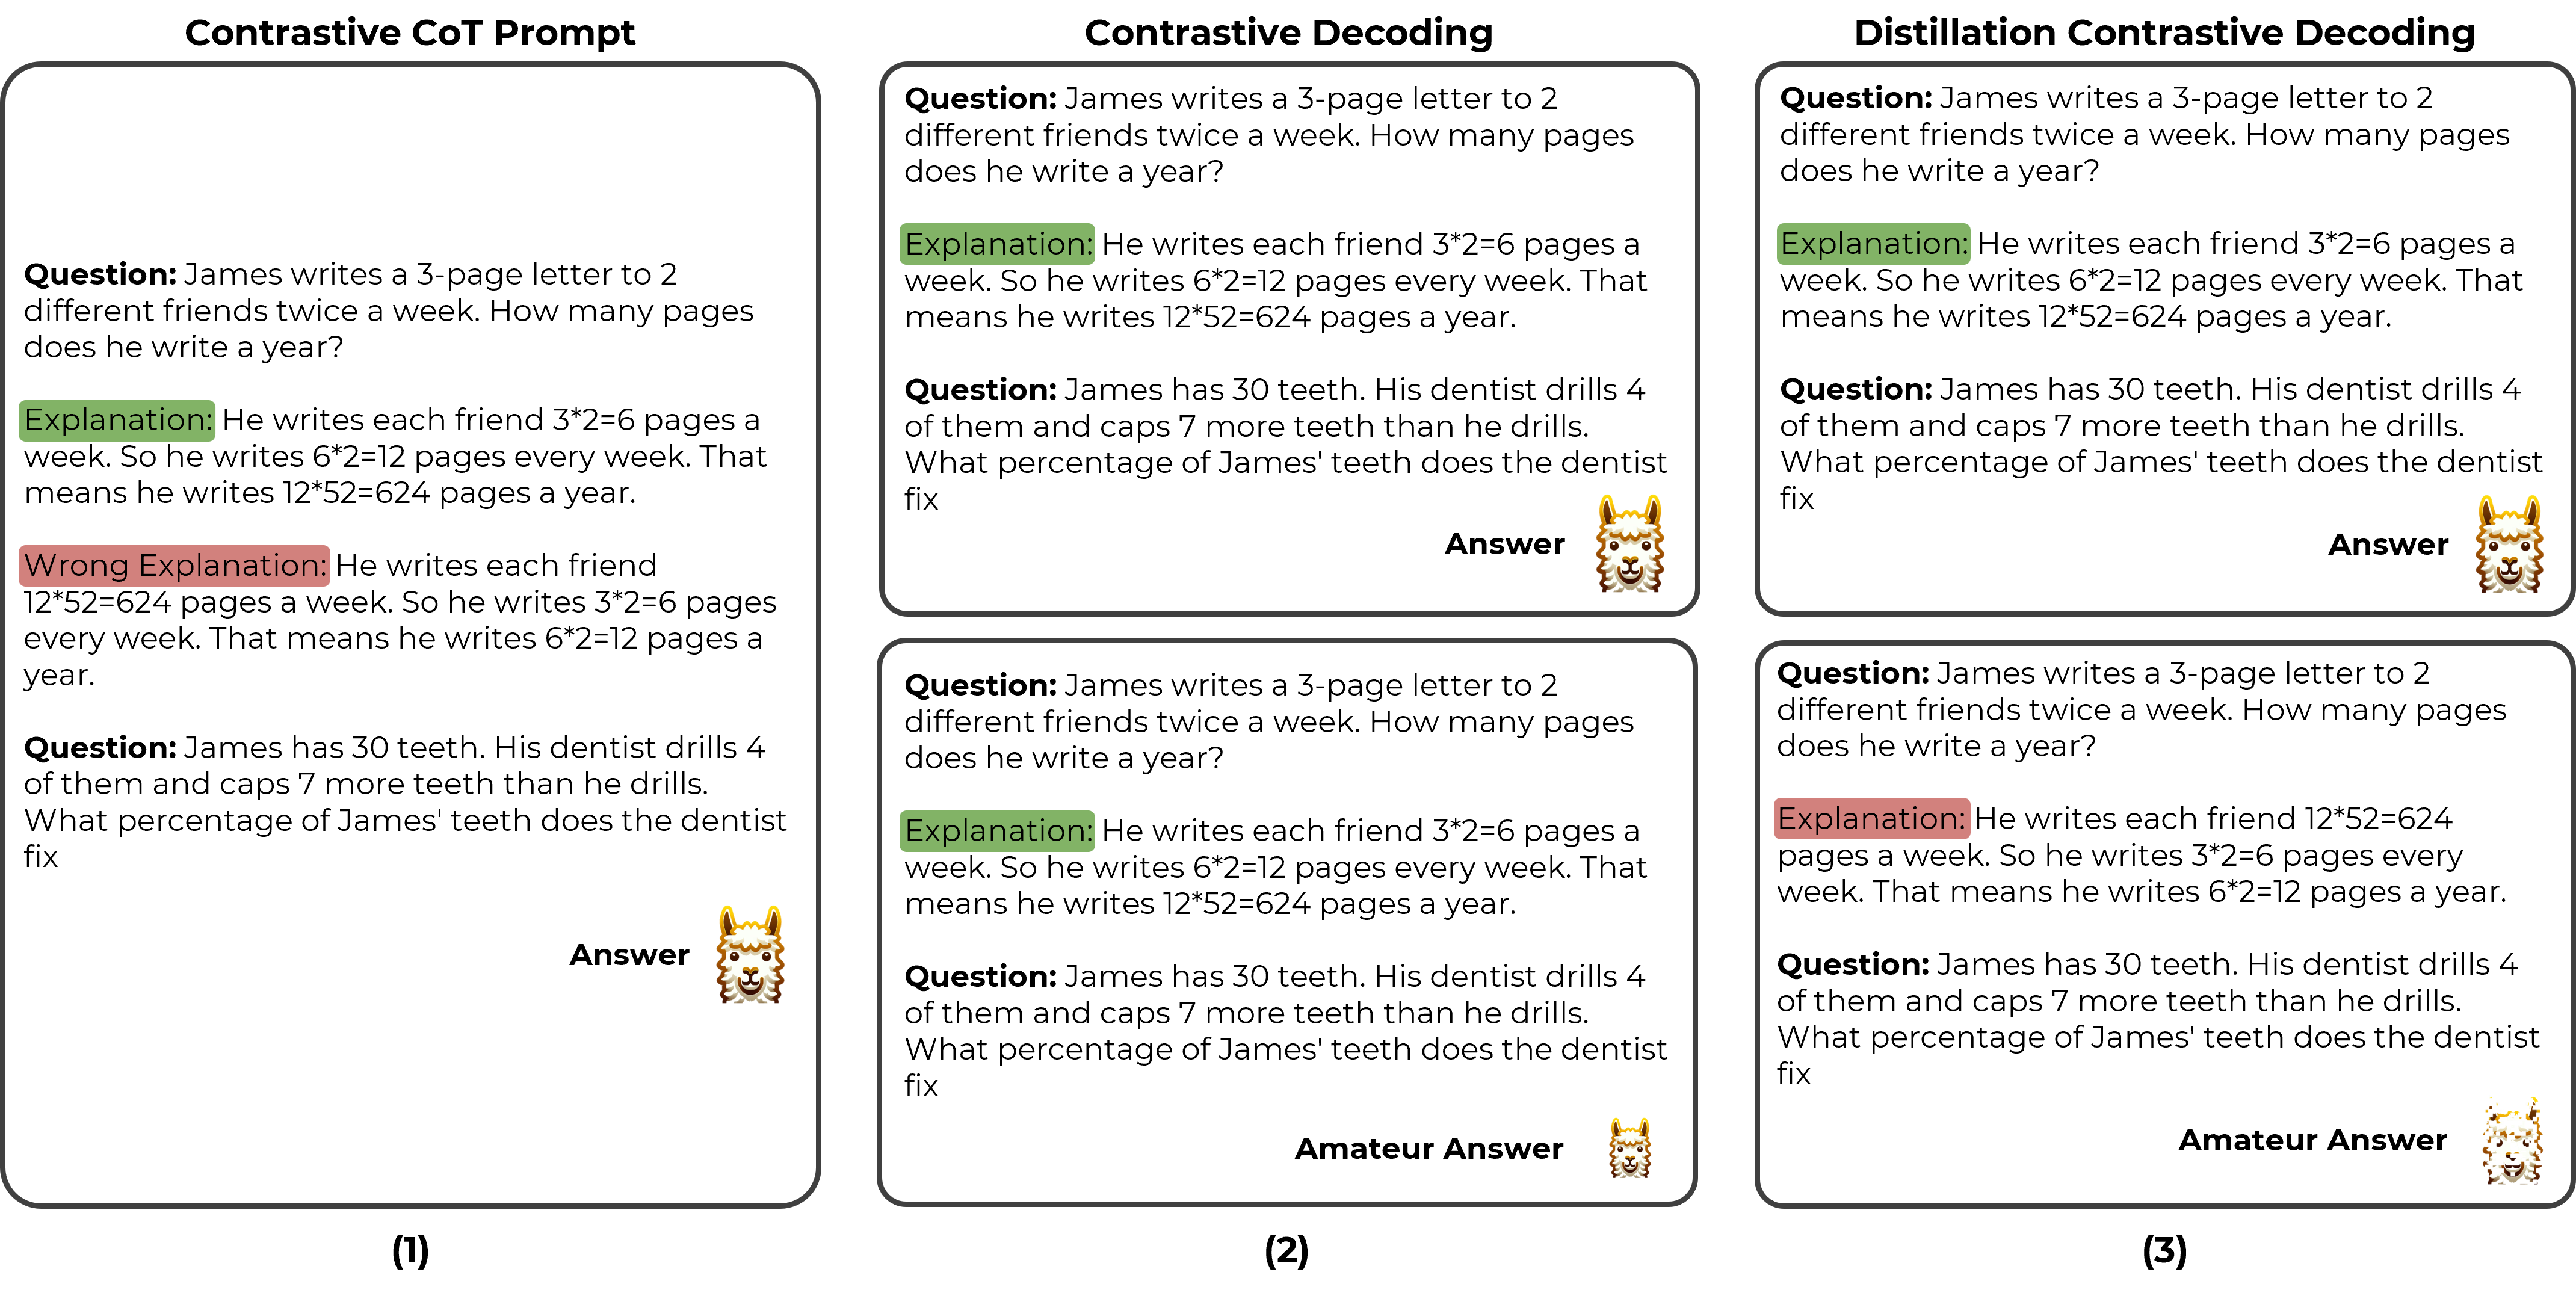 Contrastive CoT Prompt
Question: James writes a 3-page letter to 2
different friends twice a week. How many pages
does he write a year?
Explanation: He writes each friend 3*2=6 pages a
week. So he writes 6*2=12 pages every week. That
means he writes 12*52=624 pages a year.
Wrong Explanation: He writes each friend
12*52=624 pages a week. So he writes 3*2=6 pages
every week. That means he writes 6*2=12 pages a
year.
Question: James has 30 teeth. His dentist drills 4
of them and caps 7 more teeth than he drills.
What percentage of James' teeth does the dentist
fix
Answer
(1)
Contrastive Decoding
Question: James writes a 3-page letter to 2
different friends twice a week. How many pages
does he write a year?
Explanation: He writes each friend 3*2=6 pages a
week. So he writes 6*2=12 pages every week. That
means he writes 12*52=624 pages a year.
Question: James has 30 teeth. His dentist drills 4
of them and caps 7 more teeth than he drills.
What percentage of James' teeth does the dentist
fix
Answer
Question: James writes a 3-page letter to 2
different friends twice a week. How many pages
does he write a year?
Explanation: He writes each friend 3*2=6 pages a
week. So he writes 6*2=12 pages every week. That
means he writes 12*52=624 pages a year.
Question: James has 30 teeth. His dentist drills 4
of them and caps 7 more teeth than he drills.
What percentage of James' teeth does the dentist
fix
Amateur Answer
(2)
Distillation Contrastive Decoding
Question: James writes a 3-page letter to 2
different friends twice a week. How many pages
does he write a year?
Explanation: He writes each friend 3*2=6 pages a
week. So he writes 6*2=12 pages every week. That
means he writes 12*52=624 pages a year.
Question: James has 30 teeth. His dentist drills 4
of them and caps 7 more teeth than he drills.
What percentage of James' teeth does the dentist
fix
Answer
Question: James writes a 3-page letter to 2
different friends twice a week. How many pages
does he write a year?
Explanation: He writes each friend 12*52=624
pages a week. So he writes 3*2=6 pages every
week. That means he writes 6*2=12 pages a year.
Question: James has 30 teeth. His dentist drills 4
of them and caps 7 more teeth than he drills.
What percentage of James' teeth does the dentist
fix
Amateur Answer
(3)